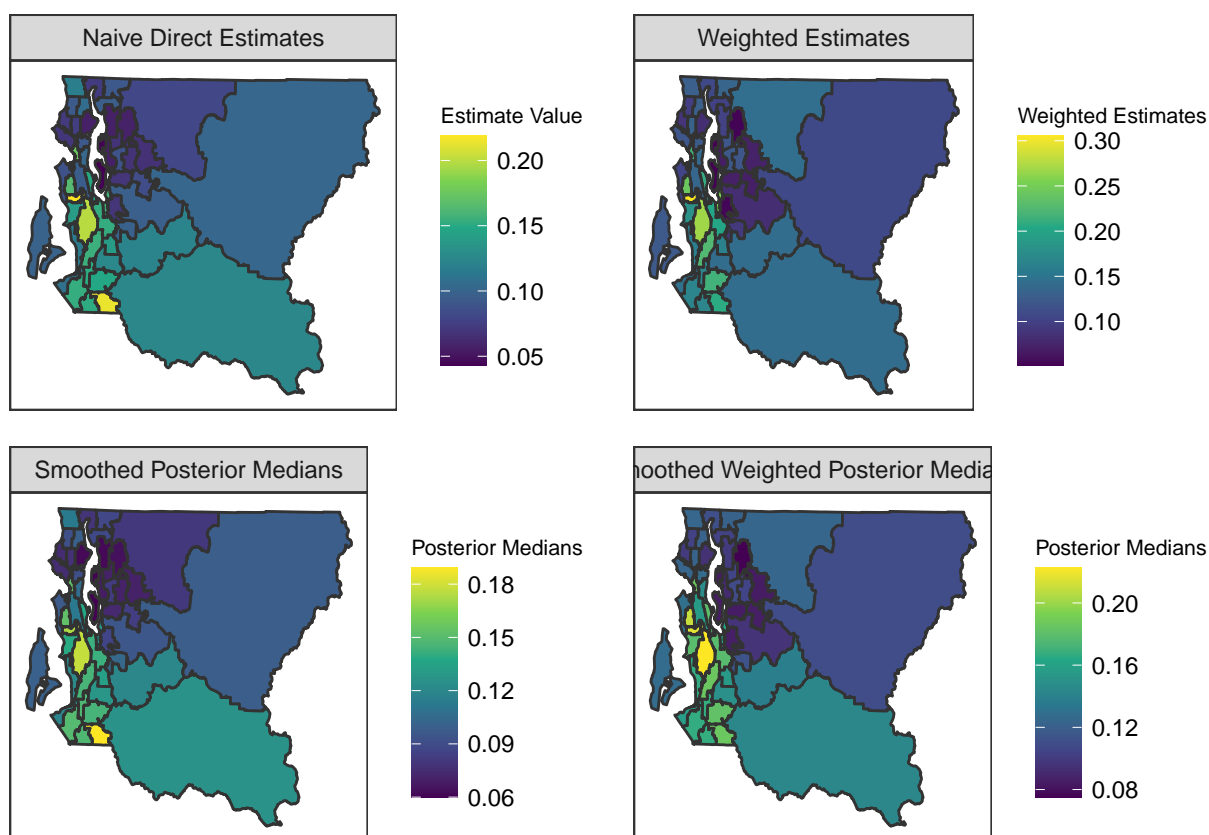 Naive Direct Estimates
Estimate Value
0.20
0.15
0.10
0.05
Weighted Estimates
Weighted Estimates
0.30
0.25
0.20
0.15
0.10
Smoothed Posterior Medians
Posterior Medians
0.18
0.15
0.12
0.09
0.06
noothed Weighted Posterior Media
Posterior Medians
0.20
0.16
0.12
0.08